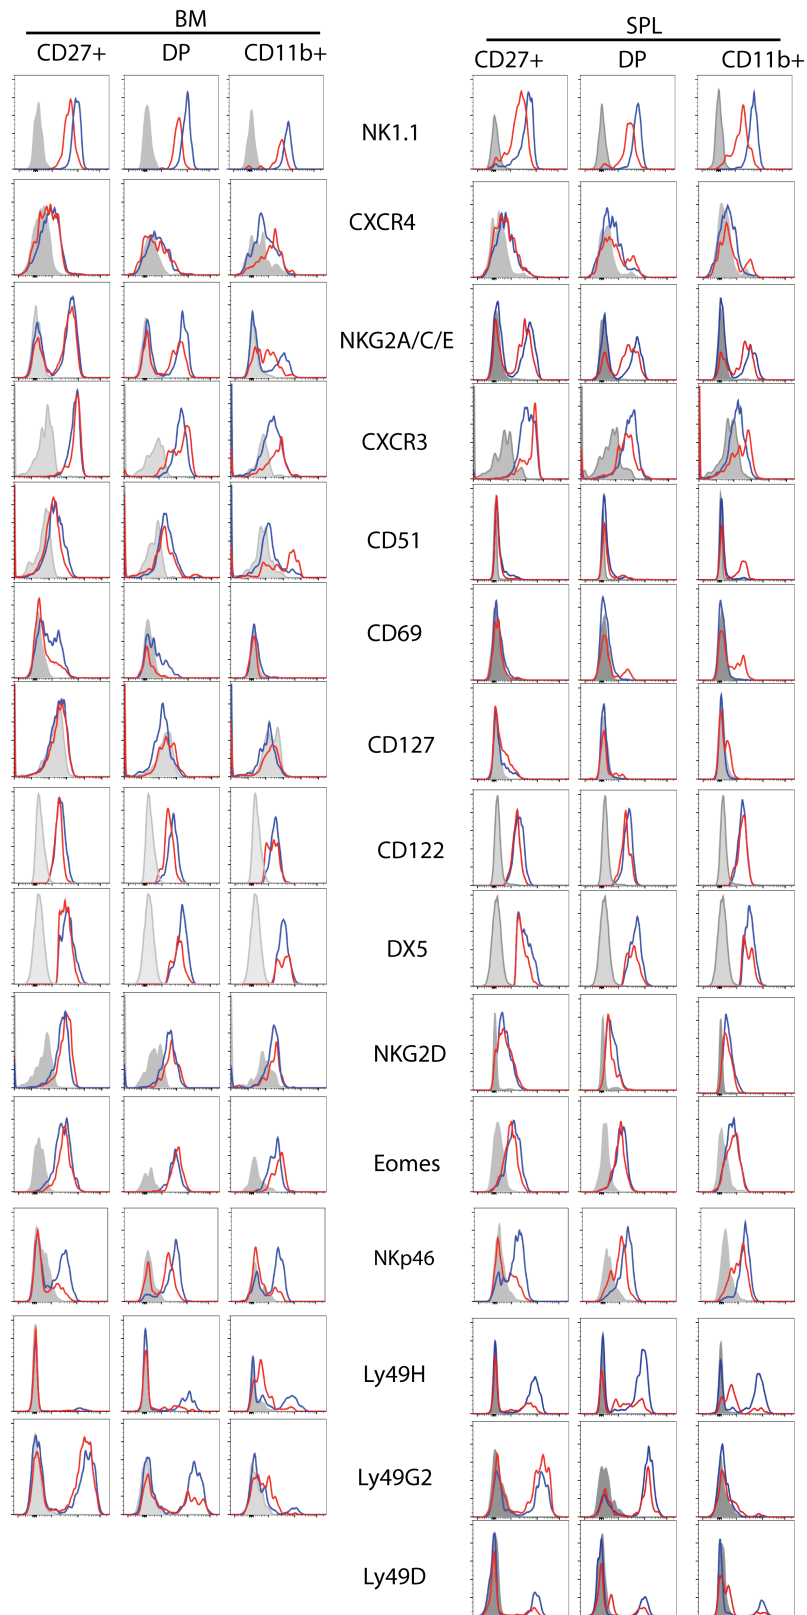 BM SPL
CD27+ DP CD11b+ CD27+ DP CD11b+
NK1.1
CXCR4
NKG2A/C/E
CXCR3
CD51
CD69
CD127
CD122
DX5
NKG2D
Eomes
NKp46
Ly49H
Ly49G2
Ly49D